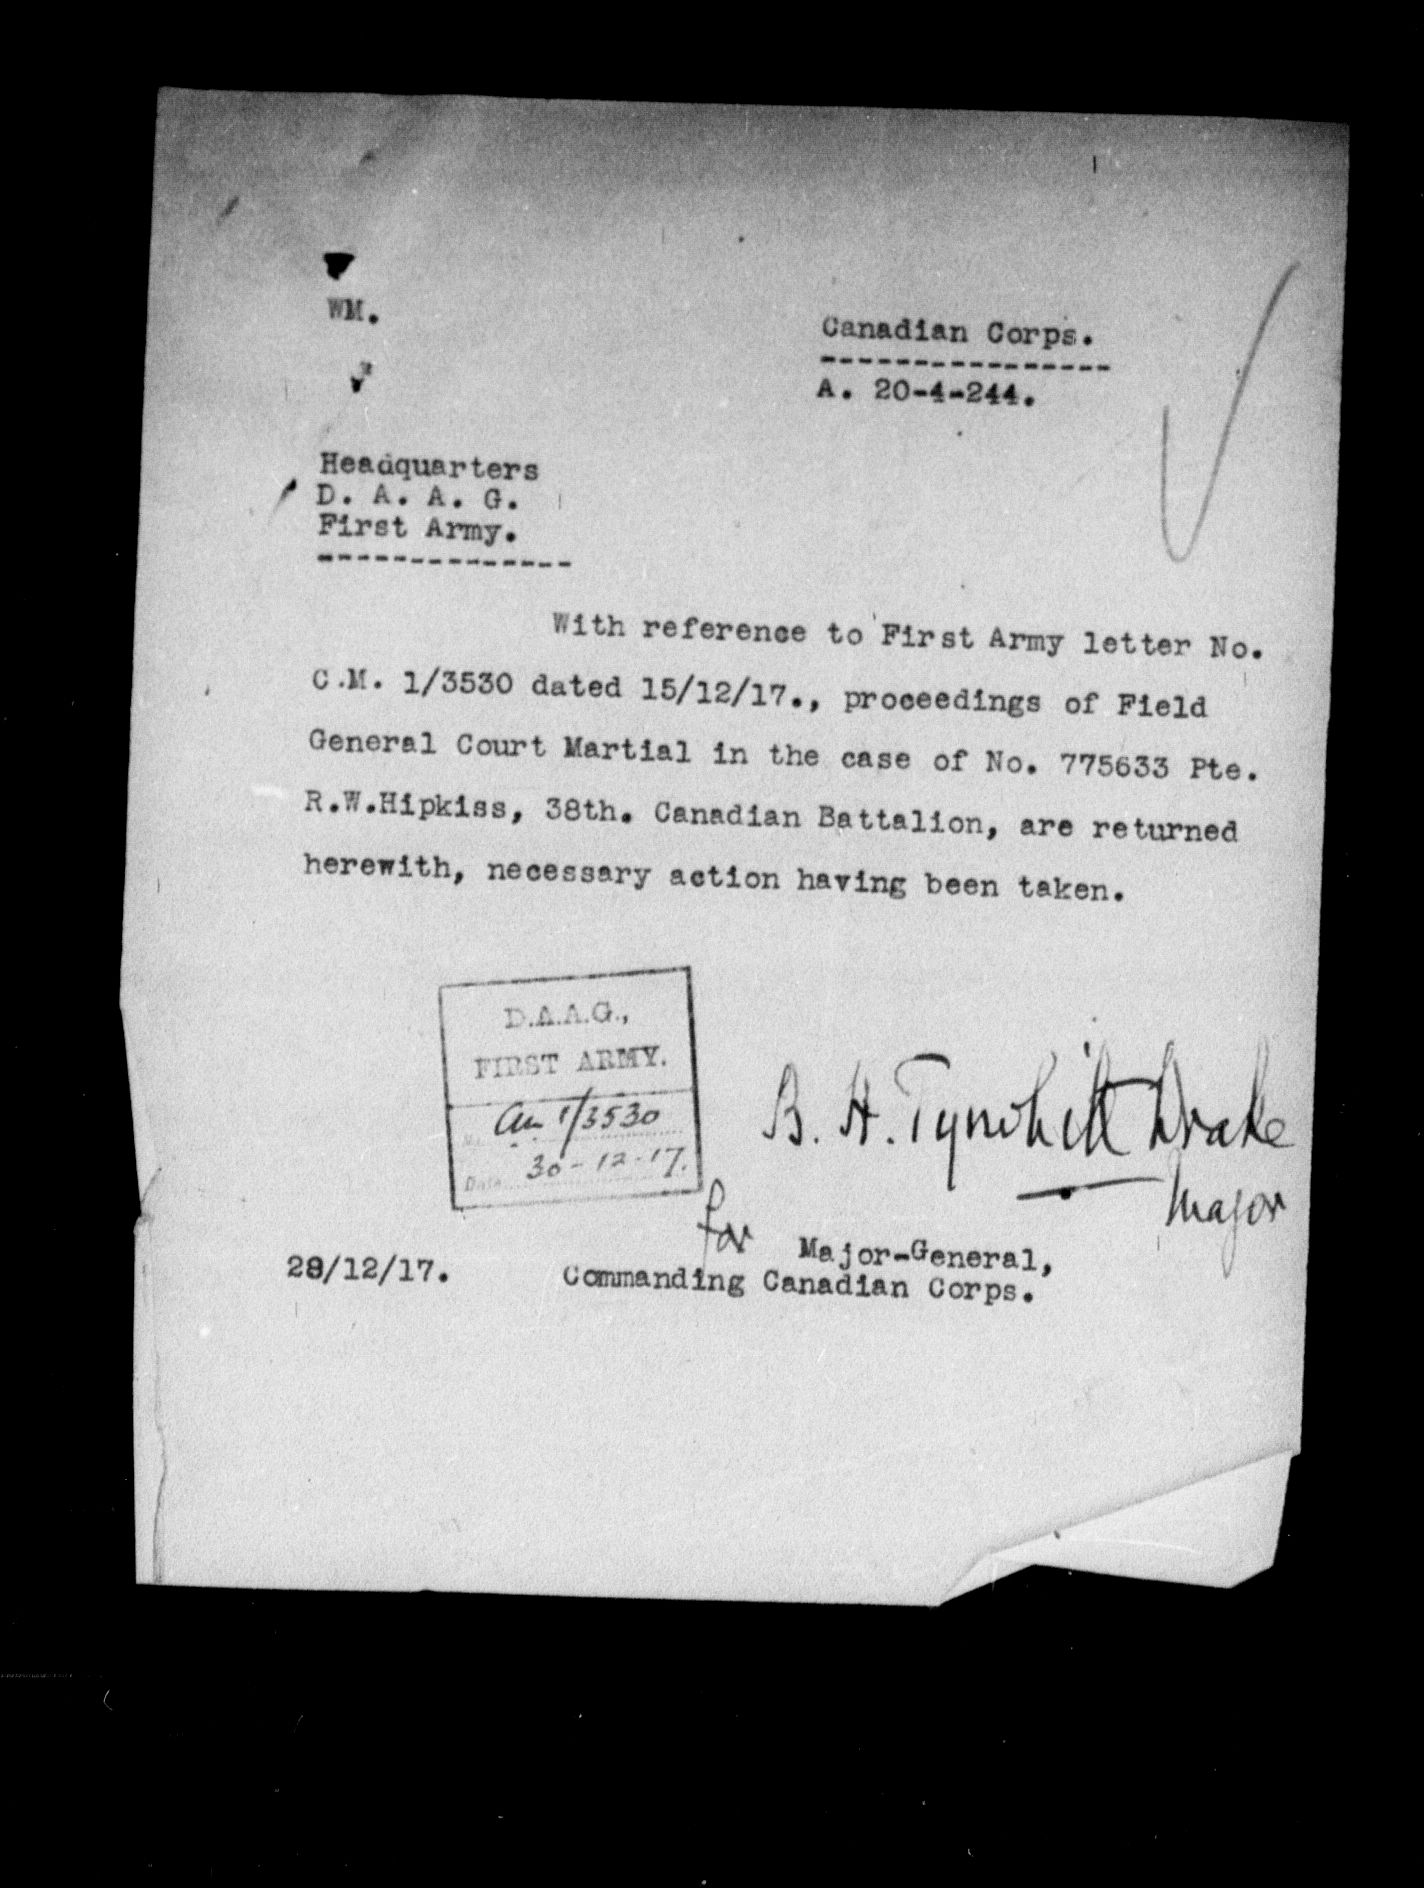 WM.
Canadian Corps.
-----------------
A. 20-4-244.
Headquarters
D. A. A. G.
First Army.
---------------
With reference to First Army letter No.
C.M. 1/3530 dated 15/12/17., proceedings of Field
General Court Martial in the case of No. 775633 Pte.
R.W.Hipkiss, 38th. Canadian Battalion, are returned
herewith, necessary action having been taken.
D.A.A.G.,
FIRST ARMY.
No. 1/3530
Date 30-12-17.
B. H. Drake
Major
for Major-General,
28/12/17. Commanding Canadian Corps.